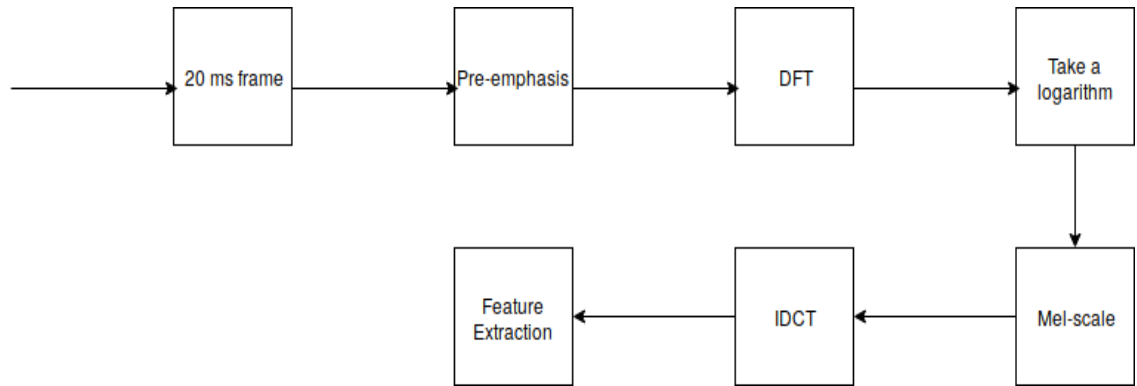 20 ms frame
Pre-emphasis
DFT
Take a
logarithm
Mel-scale
IDCT
Feature
Extraction